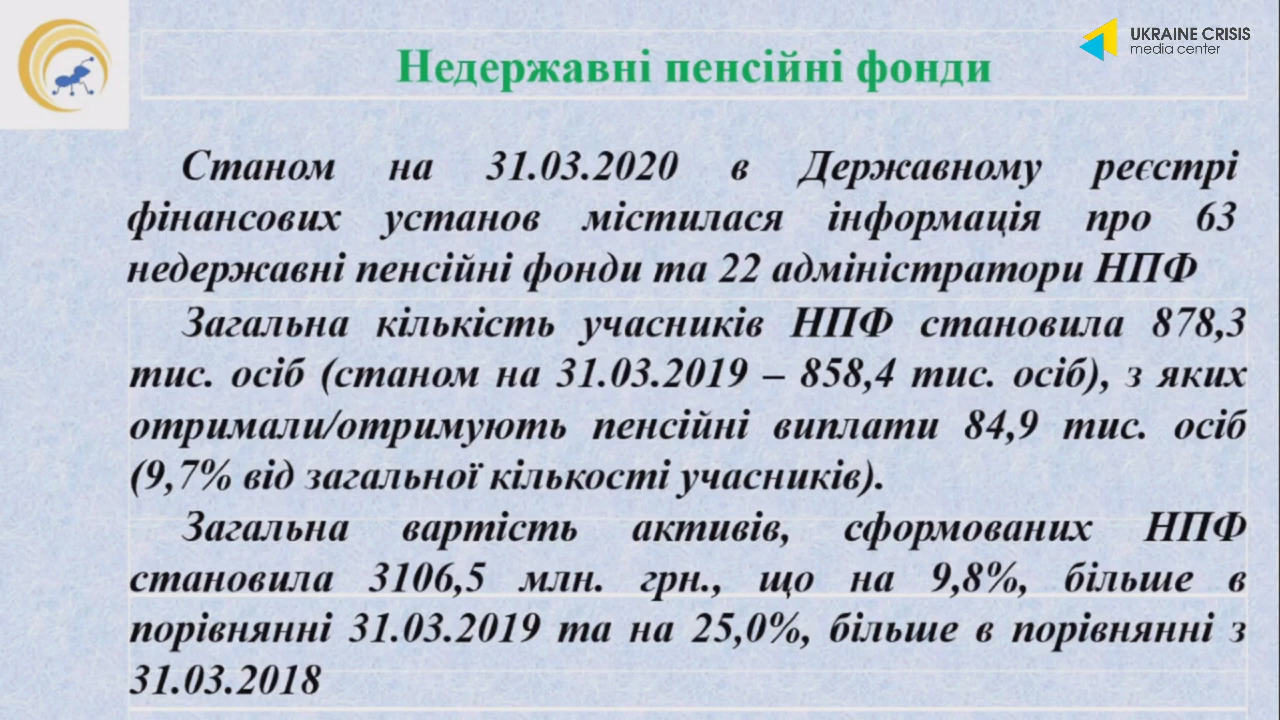 UKRAINE CRISIS
media center
Недержавні пенсійні фонди
Станом на 31.03.2020 в Державному реєстрі
фінансових установ містилася інформація про 63
недержавні пенсійні фонди та 22 адміністратори НПФ
Загальна кількість учасників НПФ становила 878,3
тис. осіб (станом на 31.03.2019 – 858,4 тис. осіб), з яких
отримали/отримують пенсійні виплати 84,9 тис. осіб
(9,7% від загальної кількості учасників).
Загальна вартість активів, сформованих НПФ
становила 3106,5 млн. грн., що на 9,8%, більше в
порівнянні 31.03.2019 та на 25,0%, більше в порівнянні з
31.03.2018